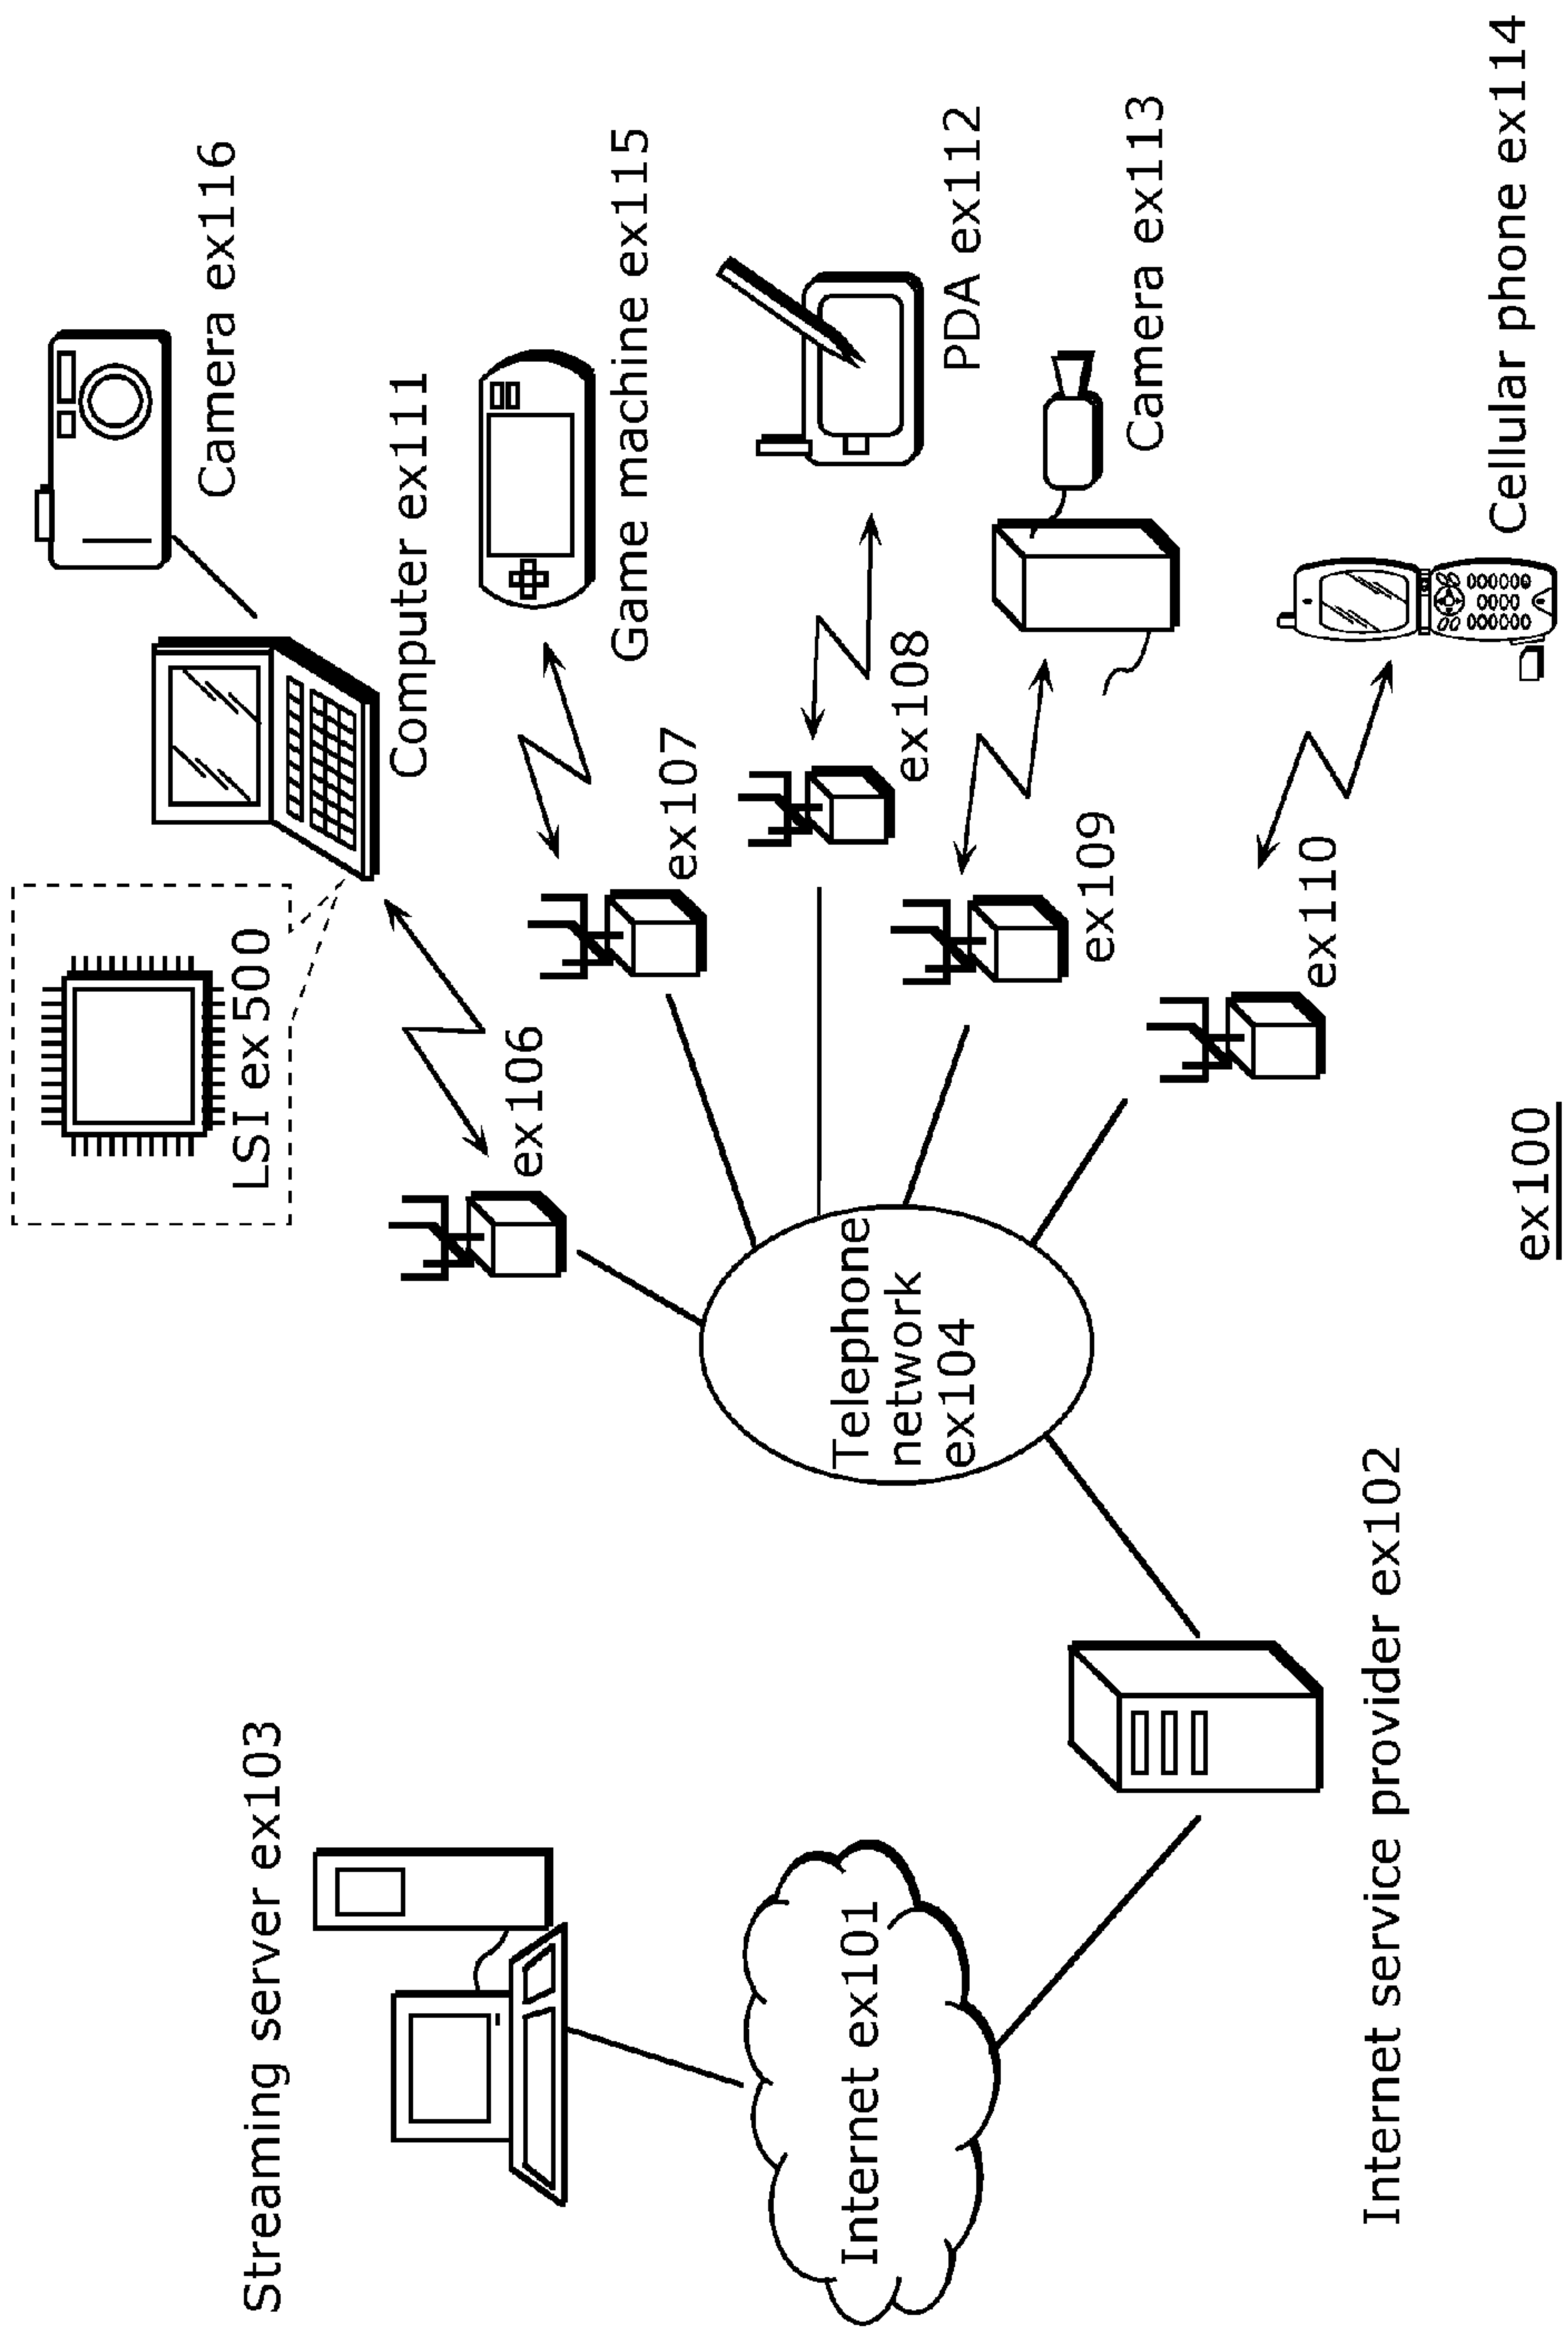 Streaming server ex103
LSI ex500
Camera ex116
Computer ex111
ex106
Game machine ex115
ex107
Internet ex101
Telephone
network
ex104
ex108
PDA ex112
ex109
Camera ex113
ex110
Internet service provider ex102
Cellular phone ex114
ex100